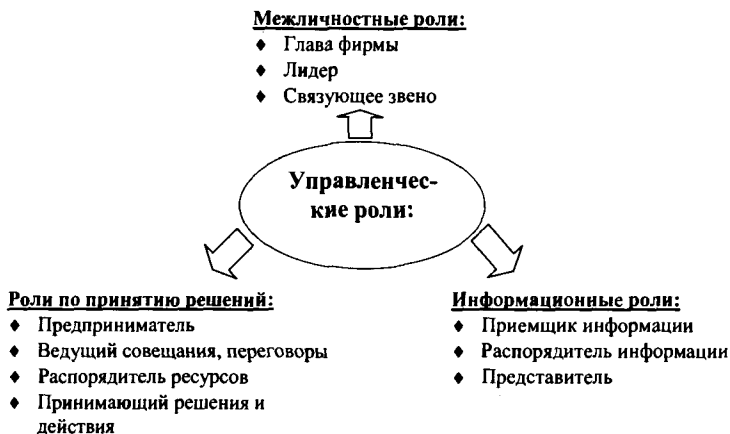 Межличностные роли:
♦ Глава фирмы
♦ Лидер
♦ Связующее звено
Управленчес-
кие роли:
Роли по принятию решений:
♦ Предприниматель
♦ Ведущий совещания, переговоры
♦ Распорядитель ресурсов
♦ Принимающий решения и
действия
Информационные роли:
♦ Приемщик информации
♦ Распорядитель информации
♦ Представитель